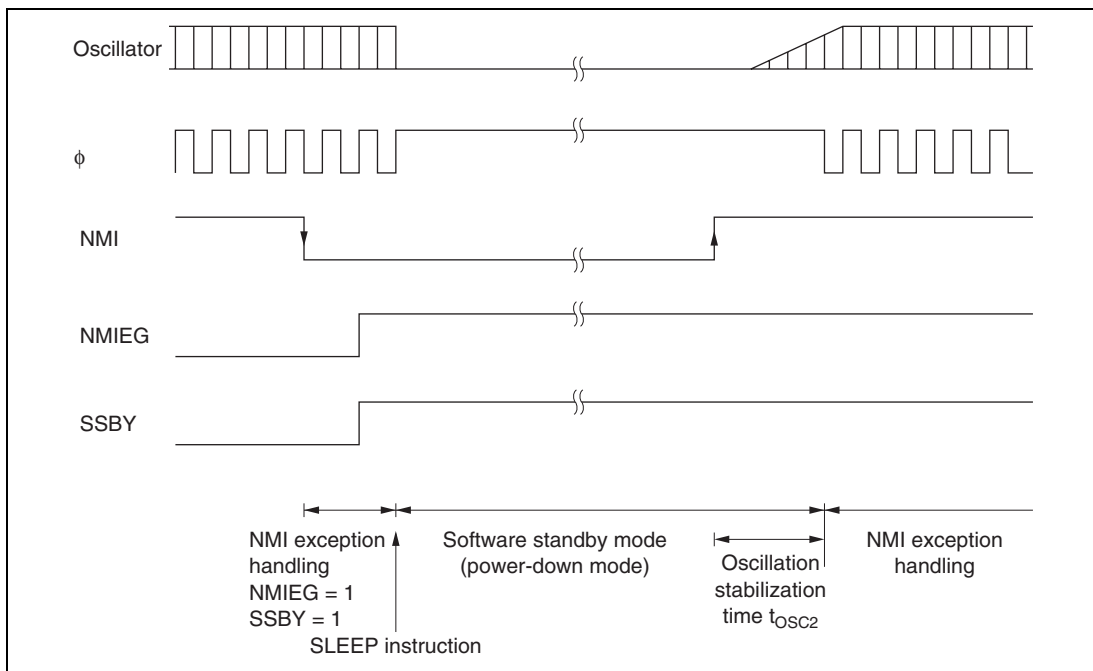 Oscillator
ϕ
NMI
NMIEG
SSBY
NMI exception
handling
NMIEG = 1
SSBY = 1
SLEEP instruction
Software standby mode
(power-down mode)
Oscillation
stabilization
time tOSC2
NMI exception
handling